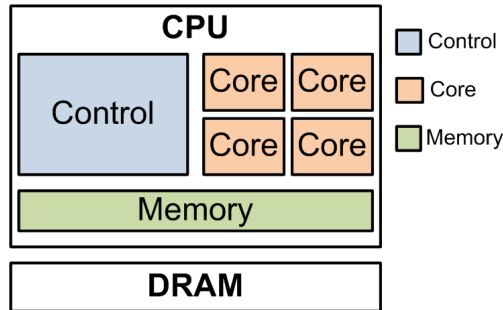 CPU
Control
Core Core
Core Core
Memory
DRAM
Control
Core
Memory